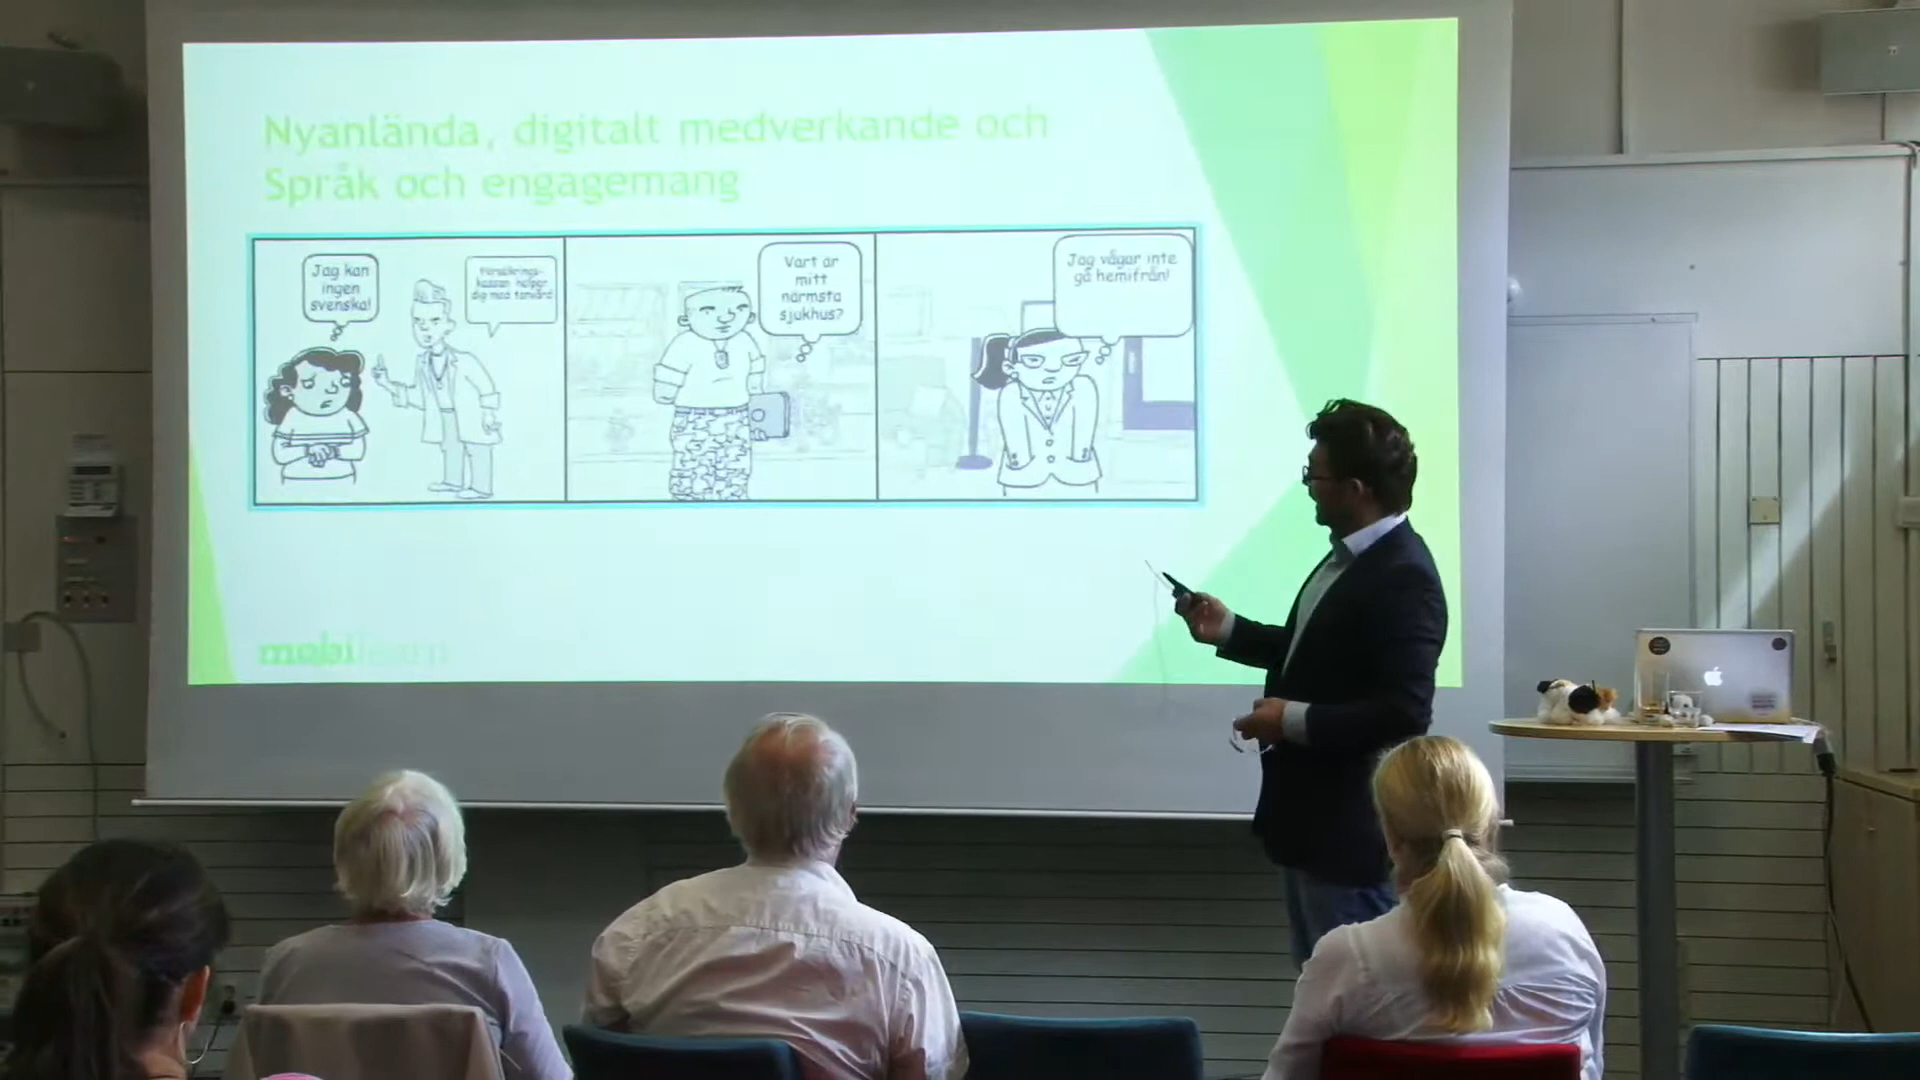 Nyanlända, digitalt medverkande och
Språk och engagemang
Jag kan
ingen
svenska!
Försäkrings-
kassan hjälper
dig med tandvård
Vart är
mitt
närmsta
sjukhus?
Jag vågar inte
gå hemifrån!
mobilearn